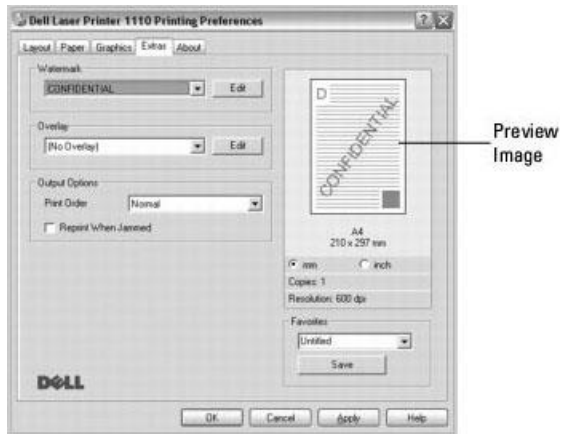 Dell Laser Printer 1110 Printing Preferences
Layout Paper Graphics Extras About
Watermark
CONFIDENTIAL
Edit
Overlay
(No Overlay)
Edit
Output Options
Print Order Normal
Reprint When Jammed
D
CONFIDENTIAL
A4
210 x 297 mm
mm inch
Copies: 1
Resolution: 600 dpi
Favorites
Untitled
Save
DELL
OK Cancel Apply Help
Preview
Image